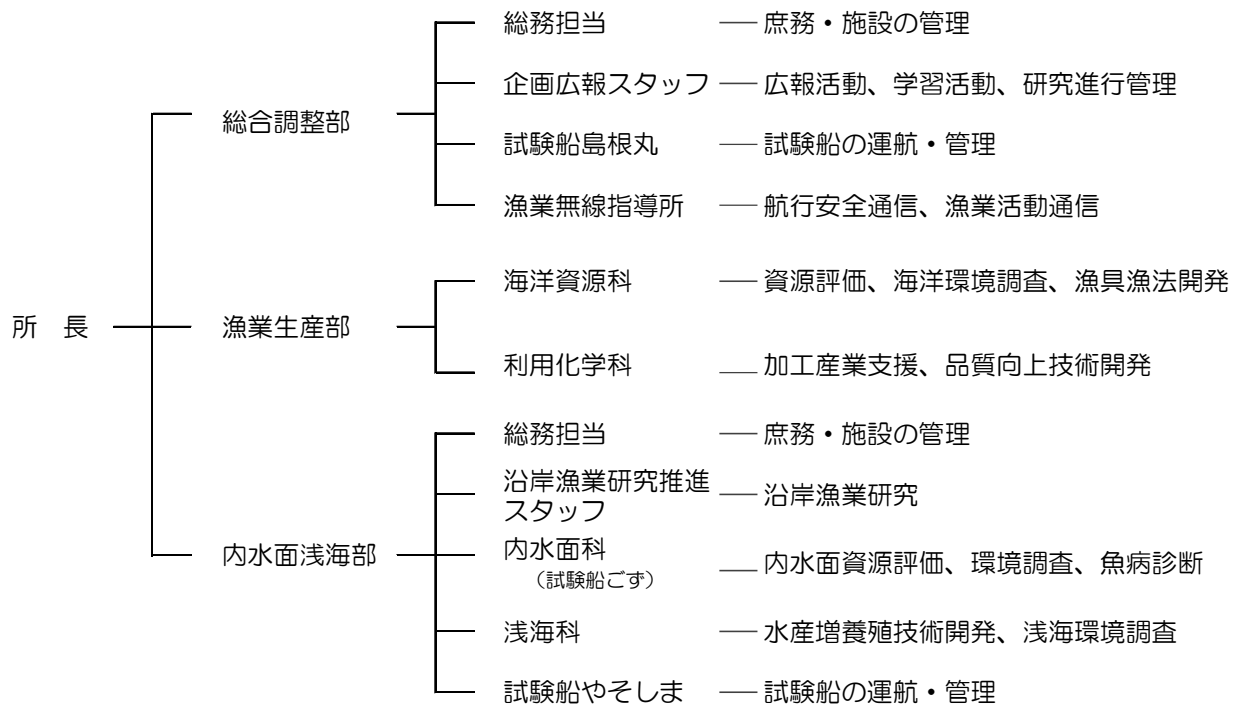 総務担当 庶務・施設の管理
企画広報スタッフ 広報活動、学習活動、研究進行管理
総合調整部
試験船島根丸 試験船の運航・管理
漁業無線指導所 航行安全通信、漁業活動通信
海洋資源科 資源評価、海洋環境調査、漁具漁法開発
所　長 漁業生産部
利用化学科 加工産業支援、品質向上技術開発
総務担当 庶務・施設の管理
沿岸漁業研究推進
スタッフ 沿岸漁業研究
内水面浅海部 内水面科
（試験船ごず） 内水面資源評価、環境調査、魚病診断
浅海科 水産増養殖技術開発、浅海環境調査
試験船やそしま 試験船の運航・管理